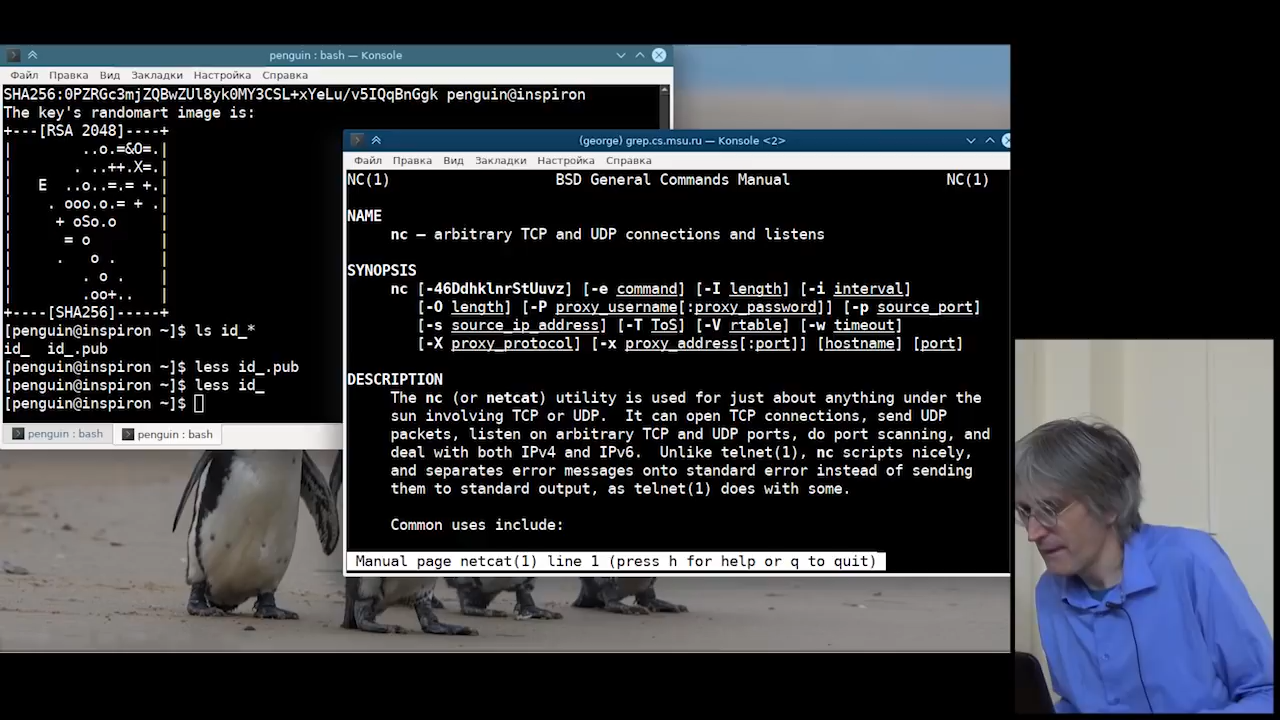 penguin : bash — Konsole
Файл Правка Вид Закладки Настройка Справка
SHA256:0PZRGc3mjZQBwZUl8yk0MY3CSL+xYeLu/v5IQqBnGgk penguin@inspiron
The key's randomart image is:
+---[RSA 2048]----+
|        ..o.=&O=.|
|       . ..++.X=.|
|   E  ..o..=.= +.|
|    . ooo.o.= + .|
|     + oSo.o     |
|      = o        |
|     .   o .     |
|        . o .    |
|        .oo+..   |
+----[SHA256]-----+
[penguin@inspiron ~]$ ls id_*
id_  id_.pub
[penguin@inspiron ~]$ less id_.pub
[penguin@inspiron ~]$ less id_
[penguin@inspiron ~]$
penguin : bash
penguin : bash
(george) grep.cs.msu.ru — Konsole <2>
Файл Правка Вид Закладки Настройка Справка
NC(1) BSD General Commands Manual NC(1)
NAME
nc — arbitrary TCP and UDP connections and listens
SYNOPSIS
nc [-46DdhklnrStUuvz] [-e command] [-I length] [-i interval]
[-O length] [-P proxy_username[:proxy_password]] [-p source_port]
[-s source_ip_address] [-T ToS] [-V rtable] [-w timeout]
[-X proxy_protocol] [-x proxy_address[:port]] [hostname] [port]
DESCRIPTION
The nc (or netcat) utility is used for just about anything under the
sun involving TCP or UDP.  It can open TCP connections, send UDP
packets, listen on arbitrary TCP and UDP ports, do port scanning, and
deal with both IPv4 and IPv6.  Unlike telnet(1), nc scripts nicely,
and separates error messages onto standard error instead of sending
them to standard output, as telnet(1) does with some.
Common uses include:
Manual page netcat(1) line 1 (press h for help or q to quit)